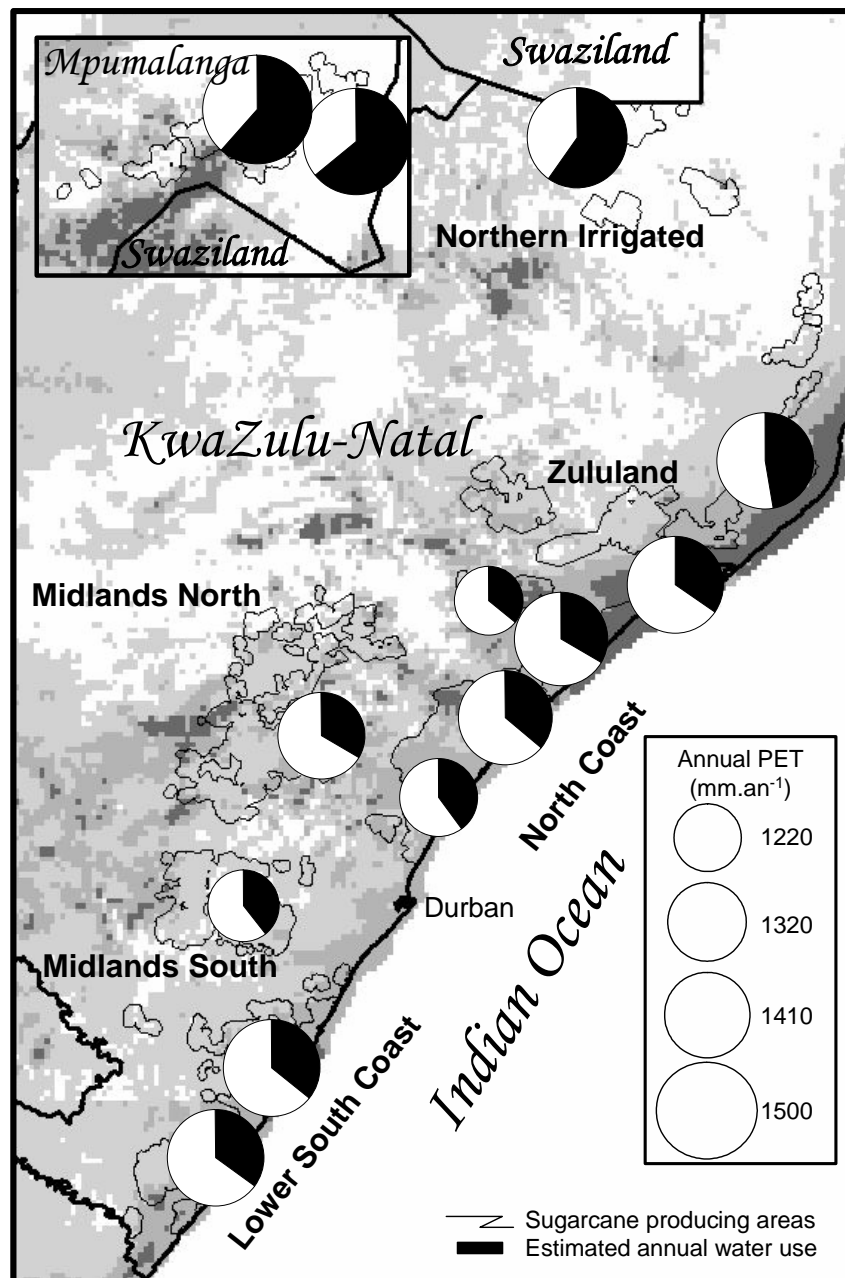 Mpumalanga
Swaziland
Swaziland
Northern Irrigated
KwaZulu-Natal
Zululand
Midlands North
North Coast
Annual PET
(mm.an⁻¹)
1220
1320
1410
1500
Durban
Midlands South
Indian Ocean
Lower South Coast
Sugarcane producing areas
Estimated annual water use